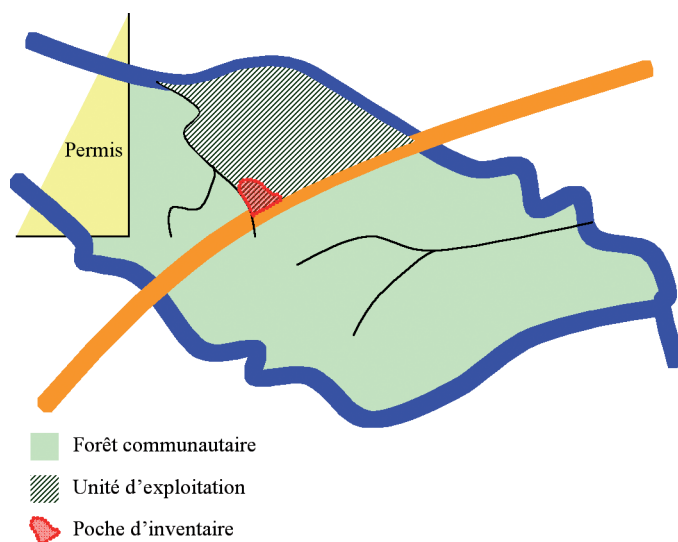 Permis
Forêt communautaire
Unité d’exploitation
Poche d’inventaire